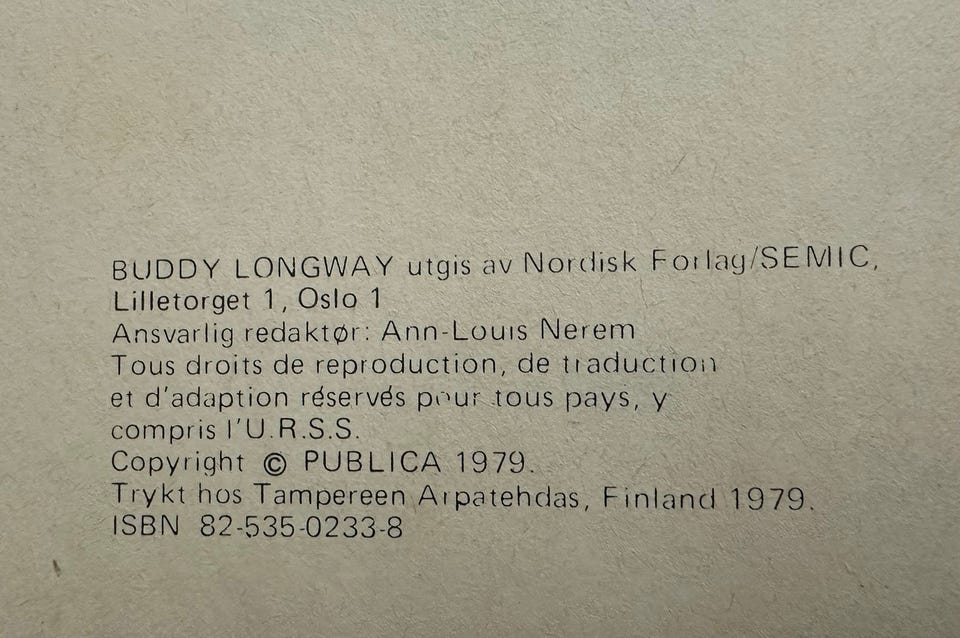 BUDDY LONGWAY utgis av Nordisk Forlag/SEMIC,
Lilletorget 1, Oslo 1
Ansvarlig redaktør: Ann-Louis Nerem
Tous droits de reproduction, de traduction
et d'adaption réservés pour tous pays, y
compris l'U.R.S.S.
Copyright © PUBLICA 1979.
Trykt hos Tampereen Arpatehdas, Finland 1979.
ISBN 82-535-0233-8